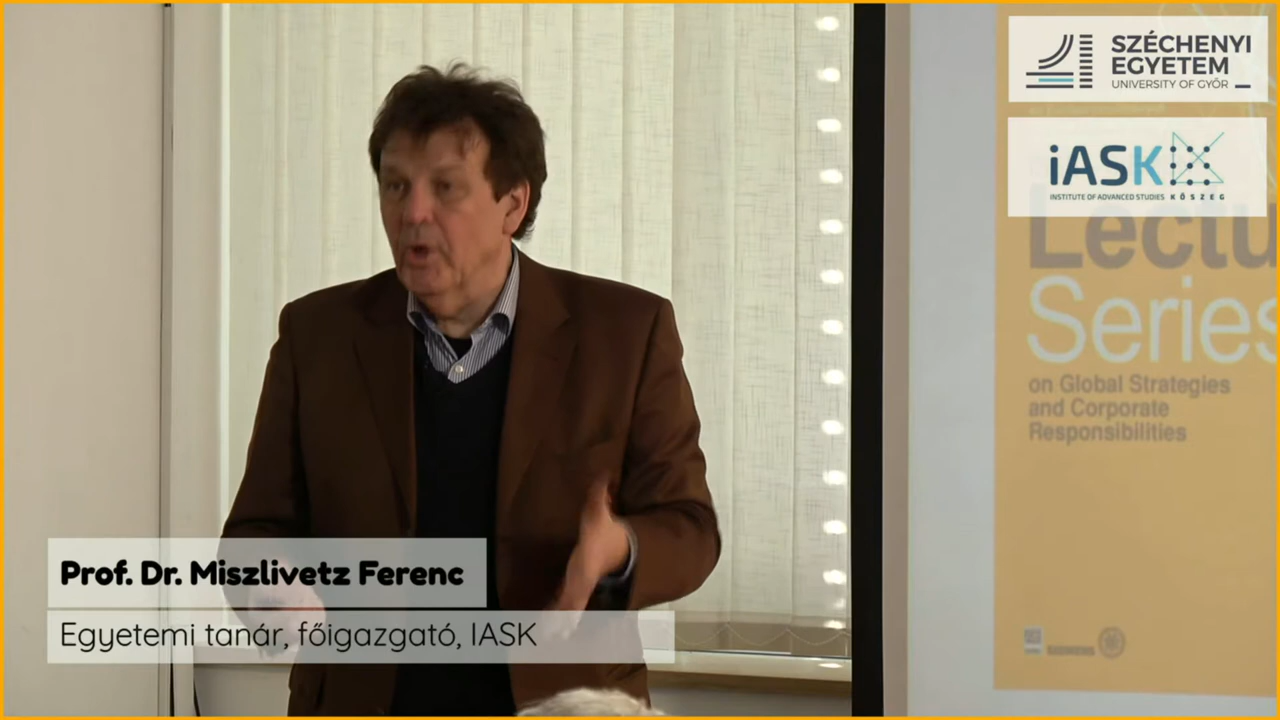 SZÉCHENYI
EGYETEM
UNIVERSITY OF GYŐR
iASK
INSTITUTE OF ADVANCED STUDIES KŐSZEG
Lectu
Series
on Global Strategies
and Corporate
Responsibilities
Prof. Dr. Miszlivetz Ferenc
Egyetemi tanár, főigazgató, IASK